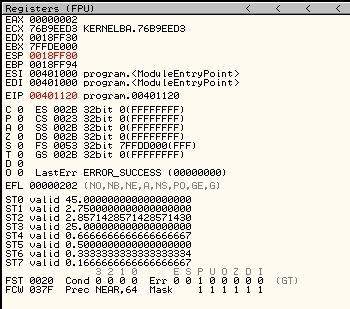 Registers (FPU) < < < <
EAX 00000002
ECX 76B9EED3 KERNELBA.76B9EED3
EDX 0018FF30
EBX 7FFDE000
ESP 0018FF80
EBP 0018FF94
ESI 00401000 program.<ModuleEntryPoint>
EDI 00401000 program.<ModuleEntryPoint>
EIP 00401120 program.00401120
C 0 ES 002B 32bit 0(FFFFFFFF)
P 0 CS 0023 32bit 0(FFFFFFFF)
A 0 SS 002B 32bit 0(FFFFFFFF)
Z 0 DS 002B 32bit 0(FFFFFFFF)
S 0 FS 0053 32bit 7FFDD000(FFF)
T 0 GS 002B 32bit 0(FFFFFFFF)
D 0
O 0 LastErr ERROR_SUCCESS (00000000)
EFL 00000202 (NO,NB,NE,A,NS,PO,GE,G)
ST0 valid 45.000000000000000000
ST1 valid 2.7500000000000000000
ST2 valid 2.8571428571428571430
ST3 valid 25.000000000000000000
ST4 valid 0.6666666666666666667
ST5 valid 0.5000000000000000000
ST6 valid 0.3333333333333333334
ST7 valid 0.1666666666666666667
3 2 1 0 E S P U O Z D I
FST 0020 Cond 0 0 0 0 Err 0 0 1 0 0 0 0 0 (GT)
FCW 037F Prec NEAR,64 Mask 1 1 1 1 1 1